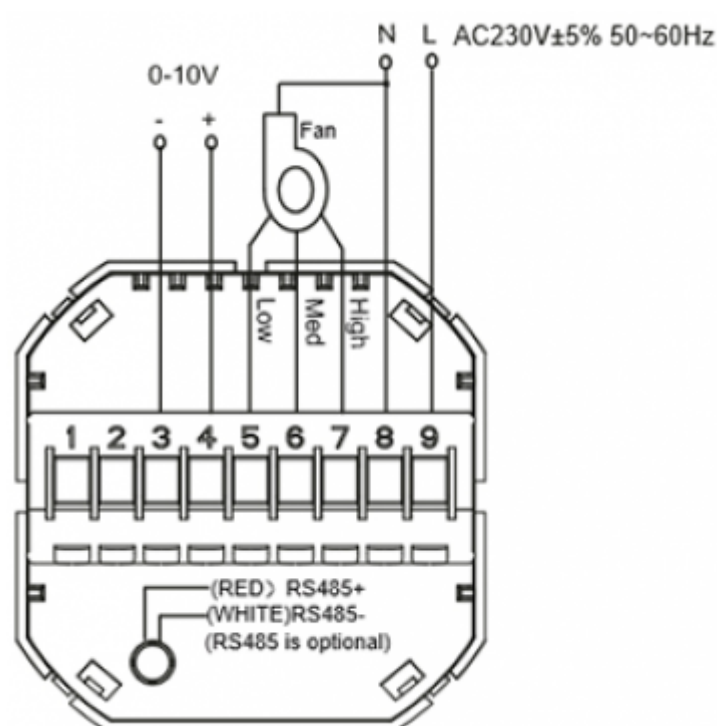 N L AC230V±5% 50~60Hz
0-10V
- +
Fan
Low
Med
High
1 2 3 4 5 6 7 8 9
(RED) RS485+
(WHITE)RS485-
(RS485 is optional)